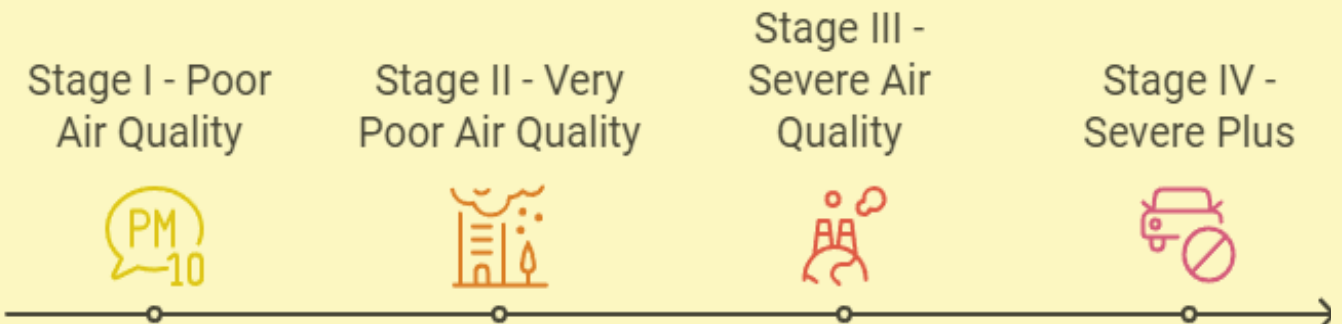 Stage I - Poor
Air Quality
Stage II - Very
Poor Air Quality
Stage III -
Severe Air
Quality
Stage IV -
Severe Plus
PM
10